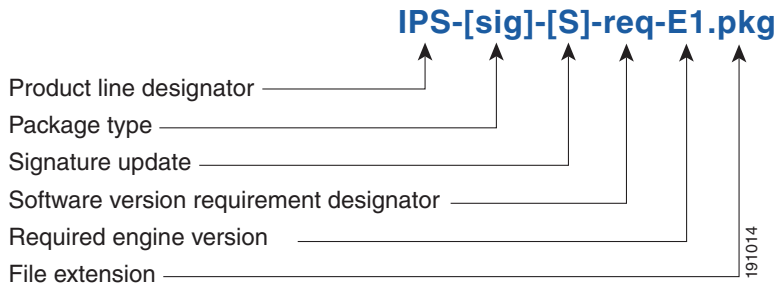 IPS-[sig]-[S]-req-E1.pkg
Product line designator
Package type
Signature update
Software version requirement designator
Required engine version
File extension
191014